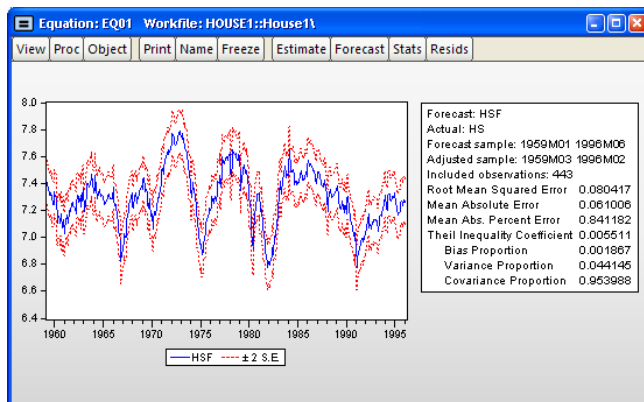 Equation: EQ01 Workfile: HOUSE1::House1\
View Proc Object Print Name Freeze Estimate Forecast Stats Resids
8.0
7.8
7.6
7.4
7.2
7.0
6.8
6.6
6.4
1960 1965 1970 1975 1980 1985 1990 1995
HSF ± 2 S.E.
Forecast: HSF
Actual: HS
Forecast sample: 1959M01 1996M06
Adjusted sample: 1959M03 1996M02
Included observations: 443
Root Mean Squared Error 0.080417
Mean Absolute Error 0.061006
Mean Abs. Percent Error 0.841182
Theil Inequality Coefficient 0.005511
Bias Proportion 0.001867
Variance Proportion 0.044145
Covariance Proportion 0.953988